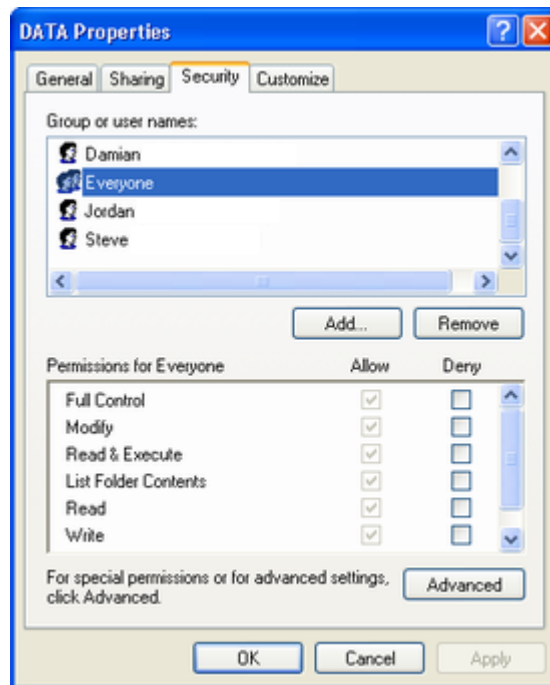 DATA Properties
General Sharing Security Customize
Group or user names:
Damian
Everyone
Jordan
Steve
Add... Remove
Permissions for Everyone Allow Deny
Full Control
Modify
Read & Execute
List Folder Contents
Read
Write
For special permissions or for advanced settings,
click Advanced. Advanced
OK Cancel Apply